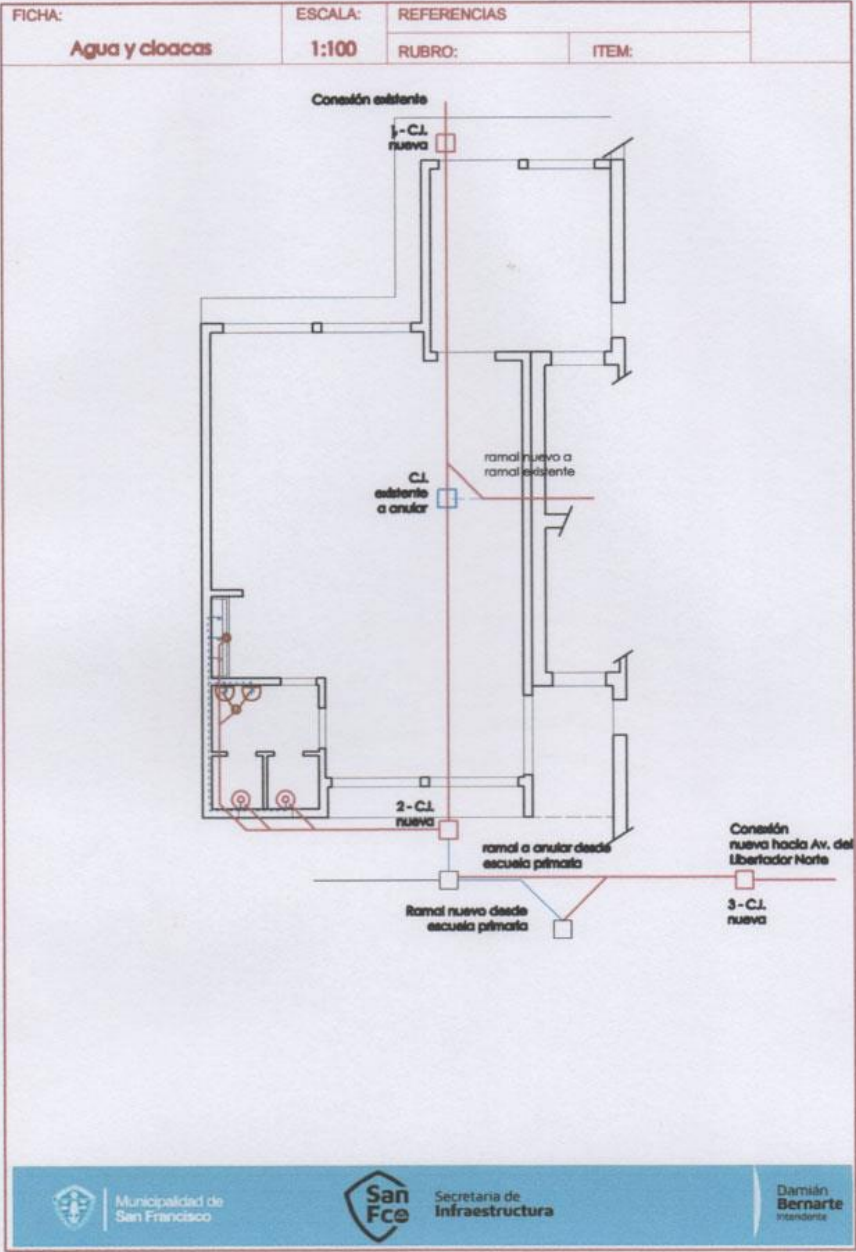 FICHA:
Agua y cloacas
ESCALA:
1:100
REFERENCIAS
RUBRO:
ITEM:
Conexión existente
1,- C.I.
nueva
ramal nuevo a
ramal existente
C.I.
existente
a anular
2 - C.I.
nueva
ramal a anular desde
escuela primaria
Conexión
nueva hacia Av. del
Libertador Norte
3 - C.I.
nueva
Ramal nuevo desde
escuela primaria
Municipalidad de
San Francisco
San
Fco
Secretaría de
Infraestructura
Damián
Bernarte
Intendente